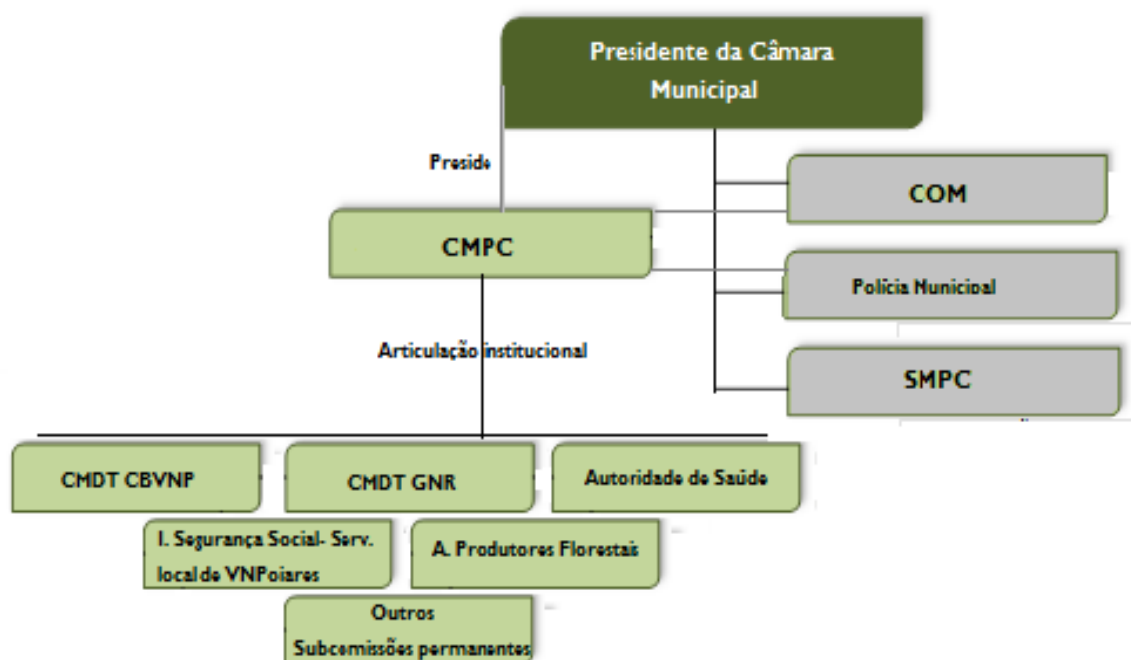 Presidente da Câmara
Municipal
Preside
COM
CMPC
Polícia Municipal
Articulação institucional
SMPC
CMDT CBVNP
CMDT GNR
Autoridade de Saúde
I. Segurança Social- Serv.
local de VNPoiares
A. Produtores Florestais
Outros
Subcomissões permanentes